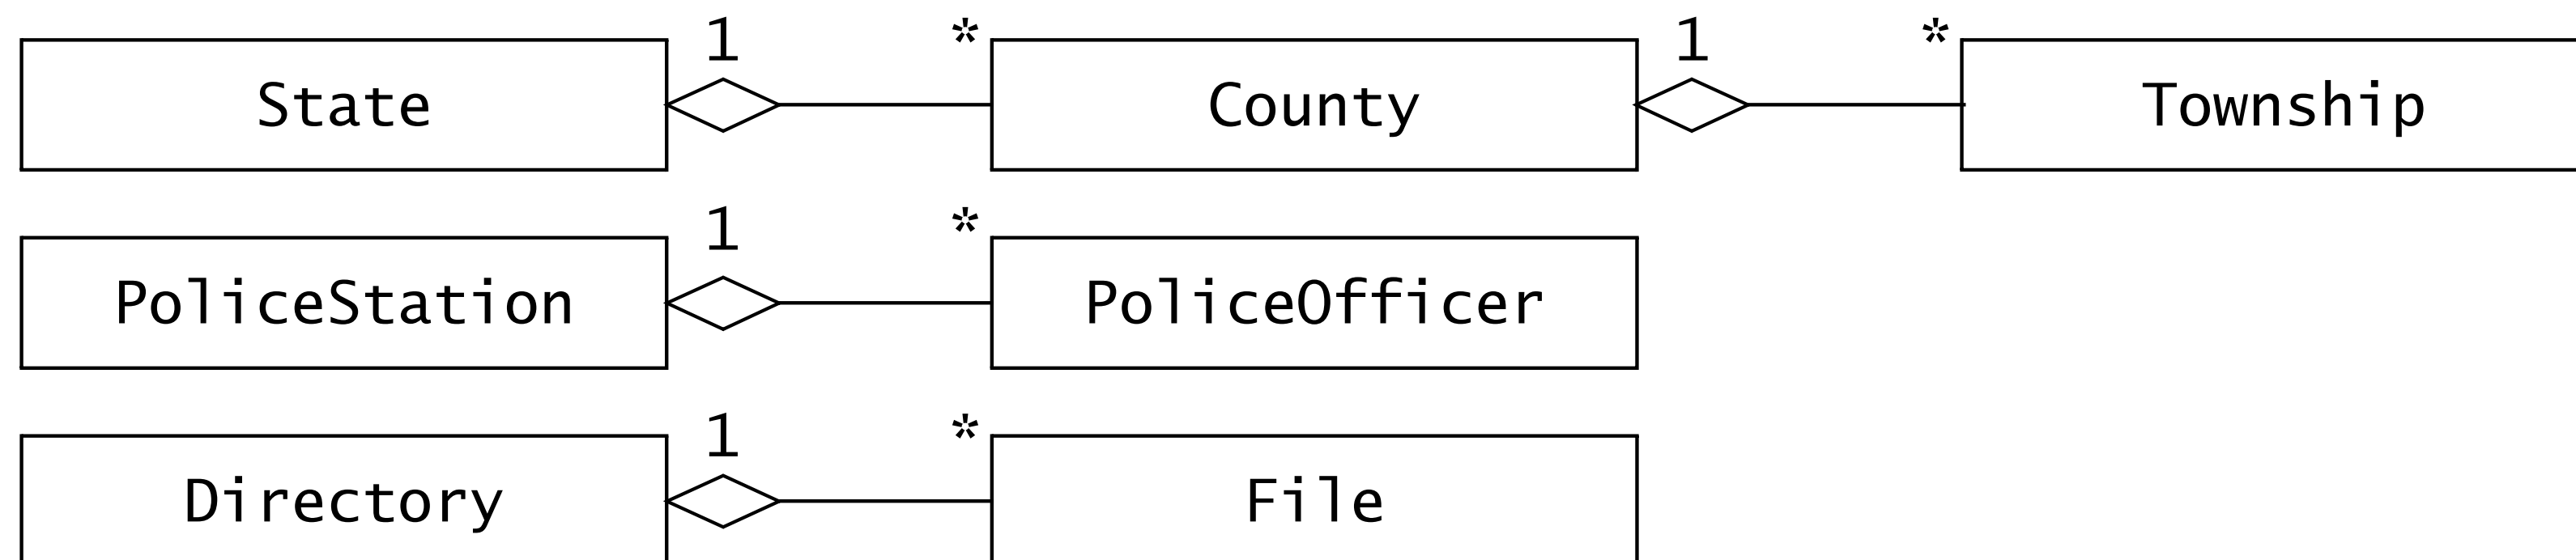 1 * 1 *
State County Township
1 *
PoliceStation PoliceOfficer
1 *
Directory File